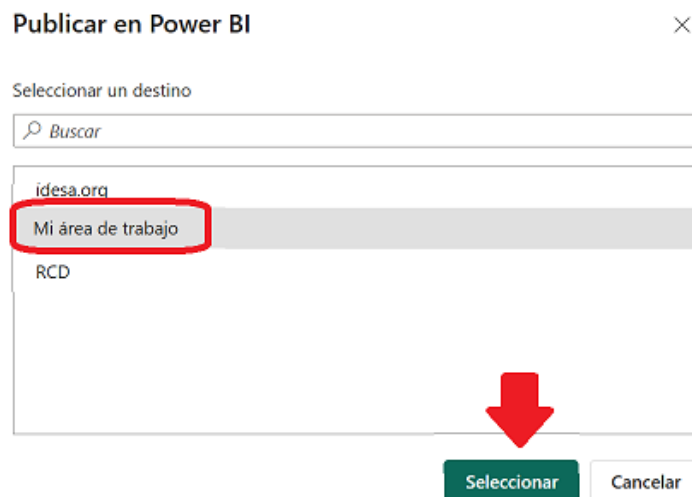 Publicar en Power BI
Seleccionar un destino
Buscar
idesa.org
Mi área de trabajo
RCD
Seleccionar
Cancelar